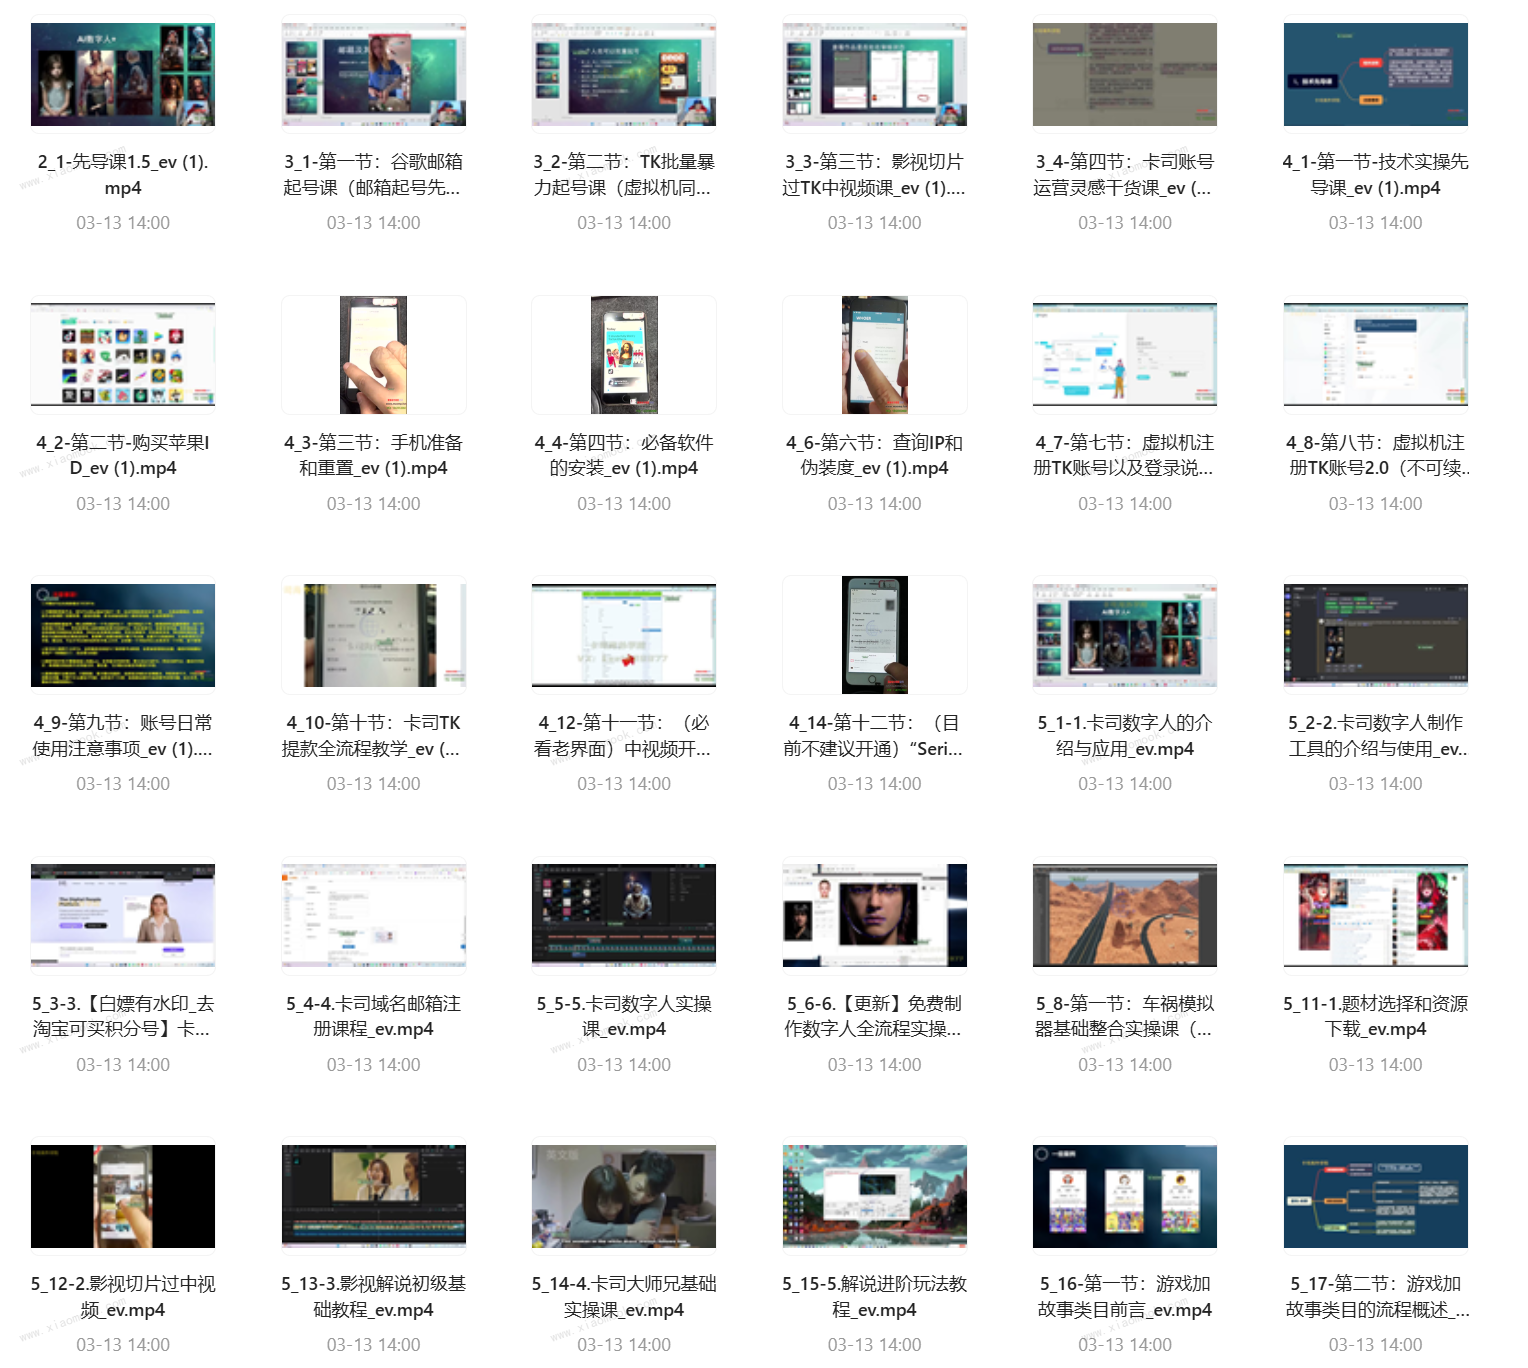 2_1-先导课1.5_ev (1).
mp4
03-13 14:00
3_1-第一节：谷歌邮箱
起号课（邮箱起号先...
03-13 14:00
3_2-第二节：TK批量暴
力起号课（虚拟机同...
03-13 14:00
3_3-第三节：影视切片
过TK中视频课_ev (1)....
03-13 14:00
3_4-第四节：卡司账号
运营灵感干货课_ev (...
03-13 14:00
4_1-第一节-技术实操先
导课_ev (1).mp4
03-13 14:00
4_2-第二节-购买苹果I
D_ev (1).mp4
03-13 14:00
4_3-第三节：手机准备
和重置_ev (1).mp4
03-13 14:00
4_4-第四节：必备软件
的安装_ev (1).mp4
03-13 14:00
4_6-第六节：查询IP和
伪装度_ev (1).mp4
03-13 14:00
4_7-第七节：虚拟机注
册TK账号以及登录说...
03-13 14:00
4_8-第八节：虚拟机注
册TK账号2.0（不可续..
03-13 14:00
4_9-第九节：账号日常
使用注意事项_ev (1)....
03-13 14:00
4_10-第十节：卡司TK
提款全流程教学_ev (...
03-13 14:00
4_12-第十一节：（必
看老界面）中视频开...
03-13 14:00
4_14-第十二节：（目
前不建议开通）“Seri...
03-13 14:00
5_1-1.卡司数字人的介
绍与应用_ev.mp4
03-13 14:00
5_2-2.卡司数字人制作
工具的介绍与使用_ev..
03-13 14:00
5_3-3.【白嫖有水印_去
淘宝可买积分号】卡...
03-13 14:00
5_4-4.卡司域名邮箱注
册课程_ev.mp4
03-13 14:00
5_5-5.卡司数字人实操
课_ev.mp4
03-13 14:00
5_6-6.【更新】免费制
作数字人全流程实操...
03-13 14:00
5_8-第一节：车祸模拟
器基础整合实操课（...
03-13 14:00
5_11-1.题材选择和资源
下载_ev.mp4
03-13 14:00
5_12-2.影视切片过中视
频_ev.mp4
03-13 14:00
5_13-3.影视解说初级基
础教程_ev.mp4
03-13 14:00
5_14-4.卡司大师兄基础
实操课_ev.mp4
03-13 14:00
5_15-5.解说进阶玩法教
程_ev.mp4
03-13 14:00
5_16-第一节：游戏加
故事类目前言_ev.mp4
03-13 14:00
5_17-第二节：游戏加
故事类目的流程概述_...
03-13 14:00